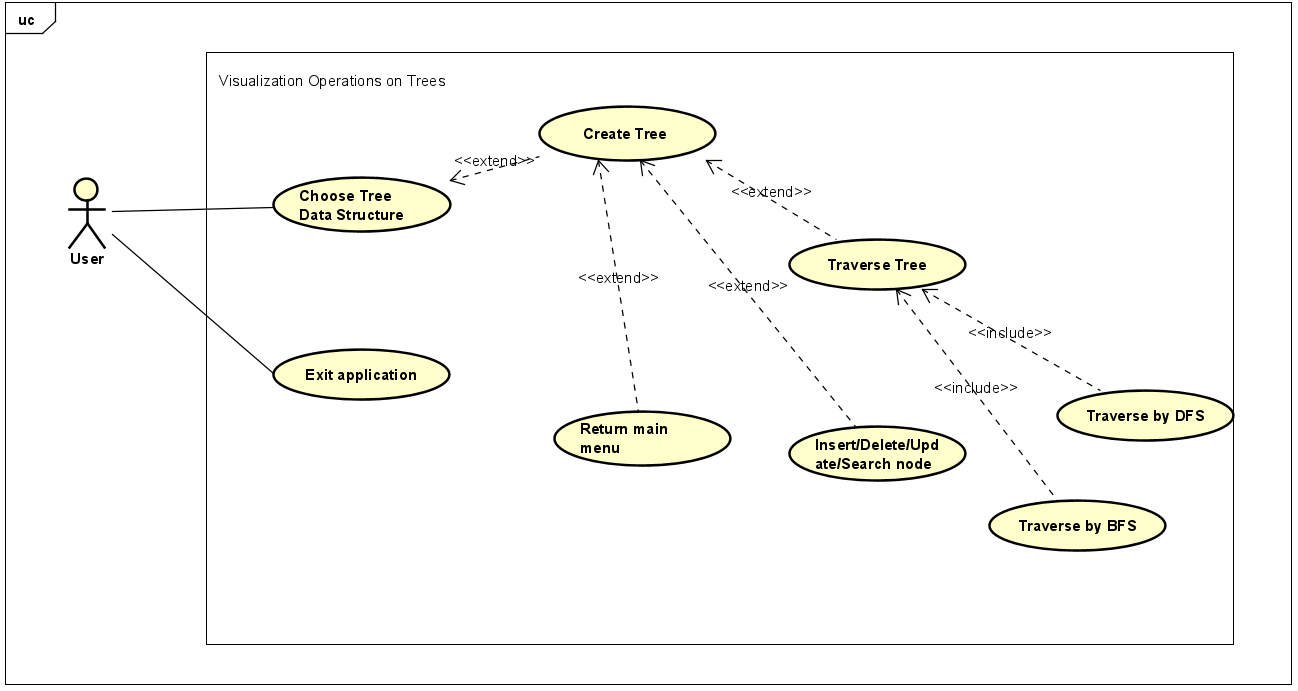 uc
Visualization Operations on Trees
Create Tree
<<extend>>
Choose Tree
Data Structure
<<extend>>
User
Traverse Tree
<<extend>>
<<extend>>
<<include>>
Exit application
<<include>>
Traverse by DFS
Return main
menu
Insert/Delete/Upd
ate/Search node
Traverse by BFS